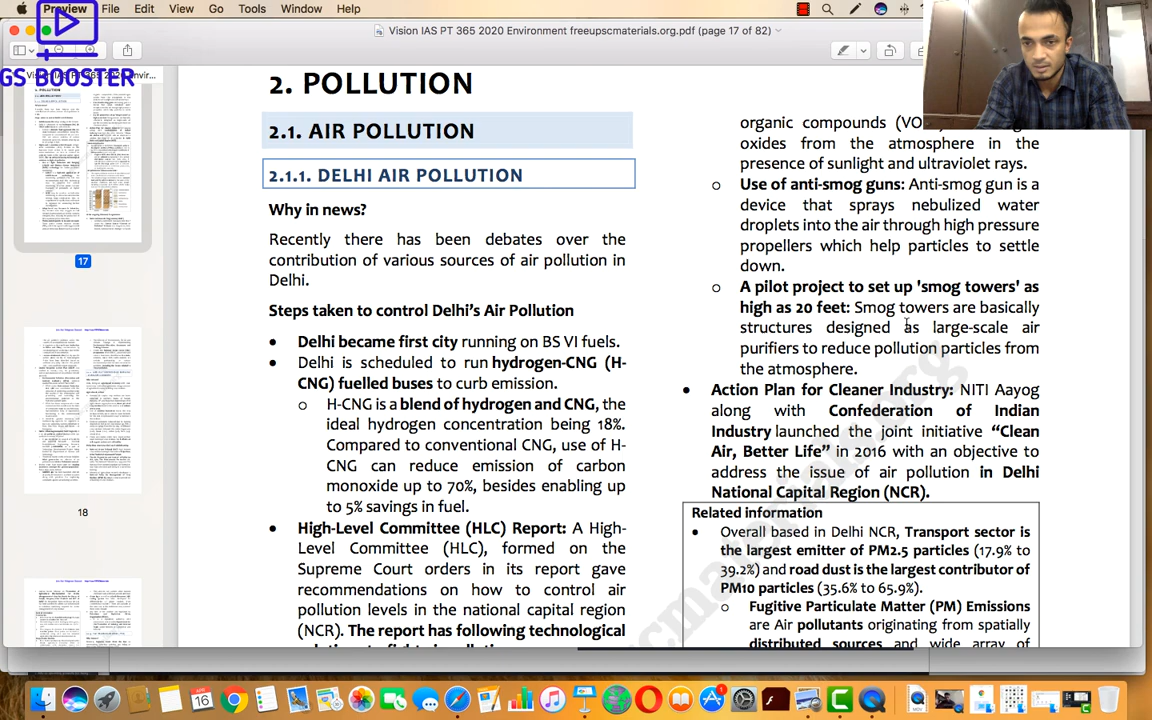 Preview File Edit View Go Tools Window Help
Vision IAS PT 365 2020 Environment freeupscmaterials.org.pdf (page 17 of 82)
GS BOOSTER
17
18
2. POLLUTION
2.1. AIR POLLUTION
2.1.1. DELHI AIR POLLUTION
Why in news?
Recently there has been debates over the
contribution of various sources of air pollution in
Delhi.
Steps taken to control Delhi's Air Pollution
• Delhi became first city running on BS VI fuels.
• Delhi is scheduled to run hydrogen-CNG (H-
CNG) fuelled buses to curb emission.
o H-CNG is a blend of hydrogen and CNG, the
ideal hydrogen concentration being 18%.
Compared to conventional CNG, use of H-
CNG can reduce emission of carbon
monoxide up to 70%, besides enabling up
to 5% savings in fuel.
• High-Level Committee (HLC) Report: A High-
Level Committee (HLC), formed on the
Supreme Court orders in its report gave
recommendations on how to control air
pollution levels in the national capital region
(NCR). The report has following technological
organic compounds
oxides from the atmosphere in the
presence of sunlight and ultraviolet rays.
o Use of anti-smog guns: Anti-smog gun is a
device that sprays nebulized water
droplets into the air through high pressure
propellers which help particles to settle
down.
o A pilot project to set up 'smog towers' as
high as 20 feet: Smog towers are basically
structures designed as large-scale air
purifiers to reduce pollution particles from
the atmosphere.
• Action Plan for Cleaner Industry: NITI Aayog
along with Confederation of Indian
Industry launched the joint initiative "Clean
Air, Better Life" in 2016 with an objective to
address the issue of air pollution in Delhi
National Capital Region (NCR).
Related information
• Overall based in Delhi NCR, Transport sector is
the largest emitter of PM2.5 particles (17.9% to
39.2%) and road dust is the largest contributor of
PM10 particles (35.6% to 65.9%).
o Fugitive Particulate Matter (PM) Emissions
are Air pollutants originating from spatially
distributed sources and wide array of